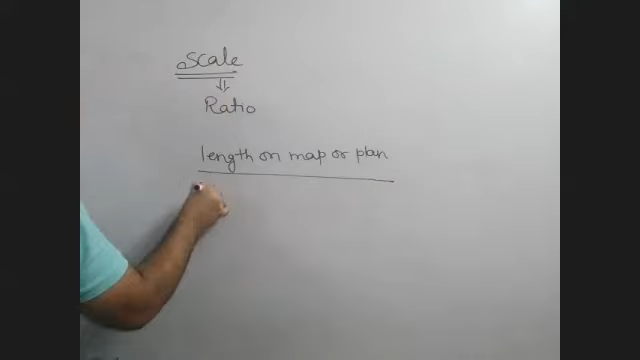 Scale
⇓
Ratio
length on map or plan